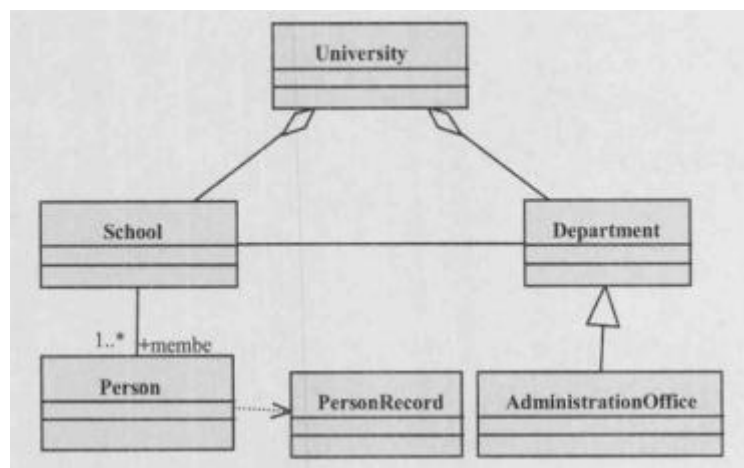 University
School
Department
1..* +membe
Person
PersonRecord
AdministrationOffice